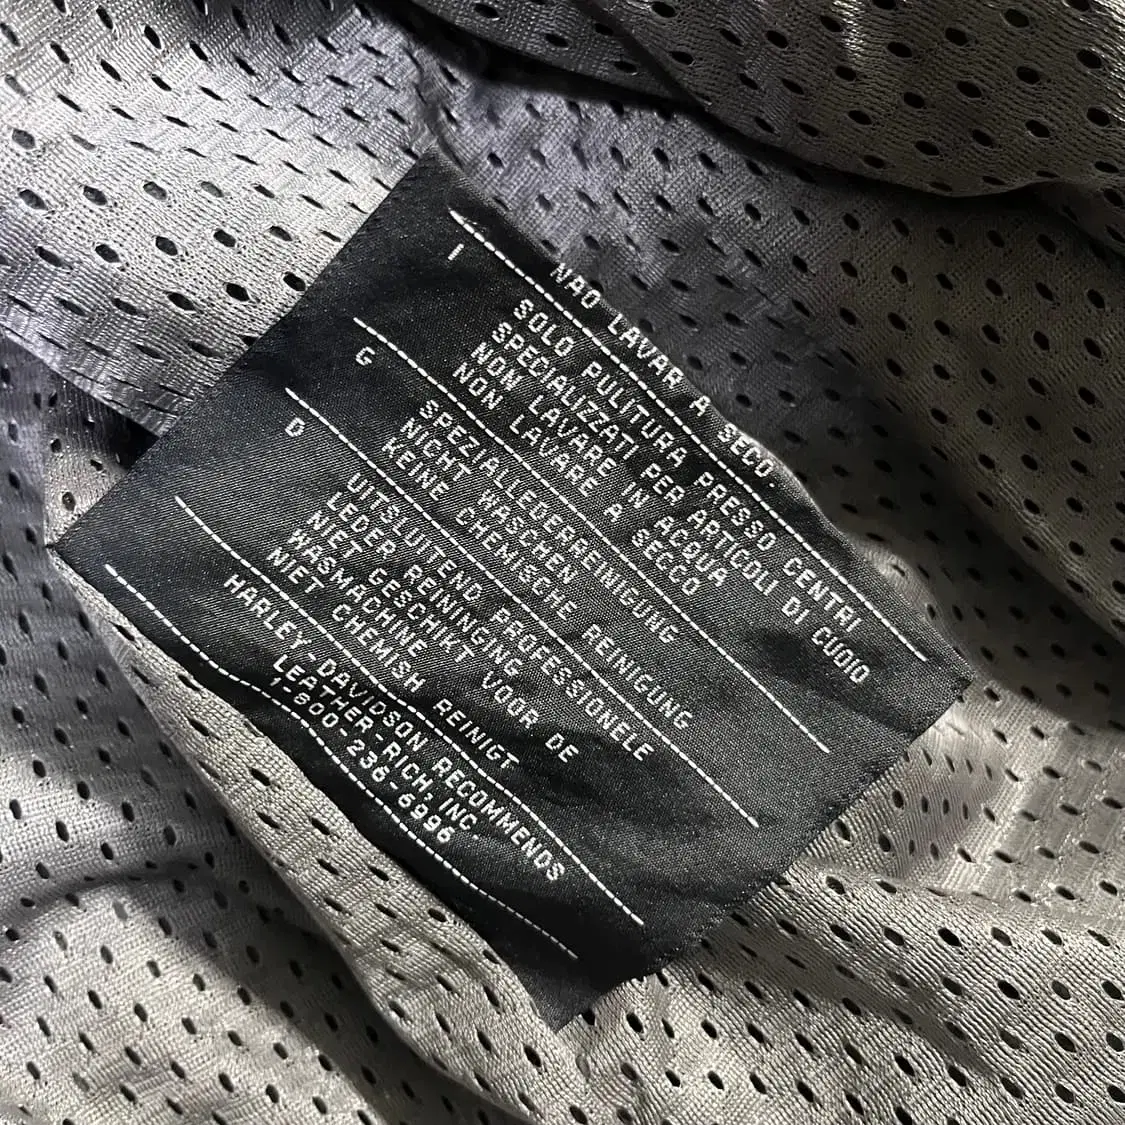 NAO LAVAR A SECO.
I
SOLO PULITURA PRESSO CENTRI
SPECIALIZZATI PER ARTICOLI DI CUOIO
NON LAVARE IN ACQUA
NON LAVARE A SECCO
G
SPEZIALLEDERREINIGUNG
NICHT WASCHEN
KEINE CHEMISCHE REINIGUNG
D
UITSLUITEND PROFESSIONELE
LEDER REINIGING
NIET GESCHIKT VOOR DE
WASMACHINE
NIET CHEMISH REINIGT
HARLEY-DAVIDSON RECOMMENDS
LEATHER-RICH, INC
1-800-236-6996